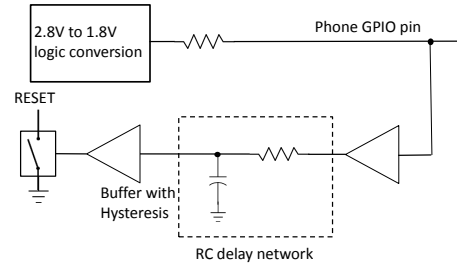 2.8V to 1.8V
logic conversion
Phone GPIO pin
RESET
Buffer with
Hysteresis
RC delay network